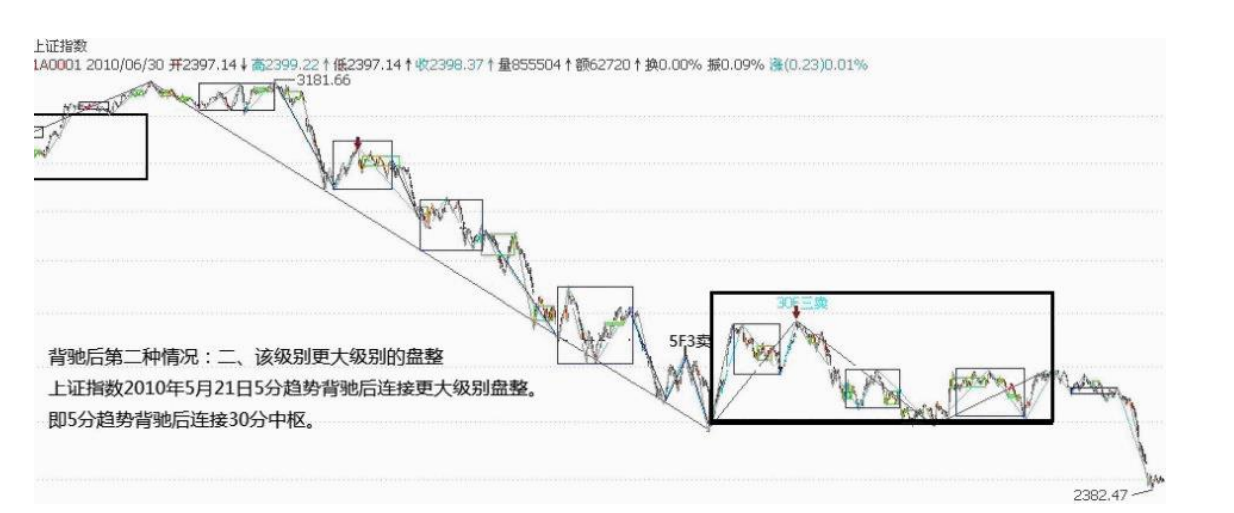 上证指数
1A0001 2010/06/30 开2397.14↓高2399.22↑低2397.14↑收2398.37↑量855504↑额62720↑换0.00% 振0.09% 涨(0.23)0.01%
3181.66
30F三卖
5F3卖
背驰后第二种情况：二、该级别更大级别的盘整
上证指数2010年5月21日5分趋势背驰后连接更大级别盘整。
即5分趋势背驰后连接30分中枢。
2382.47